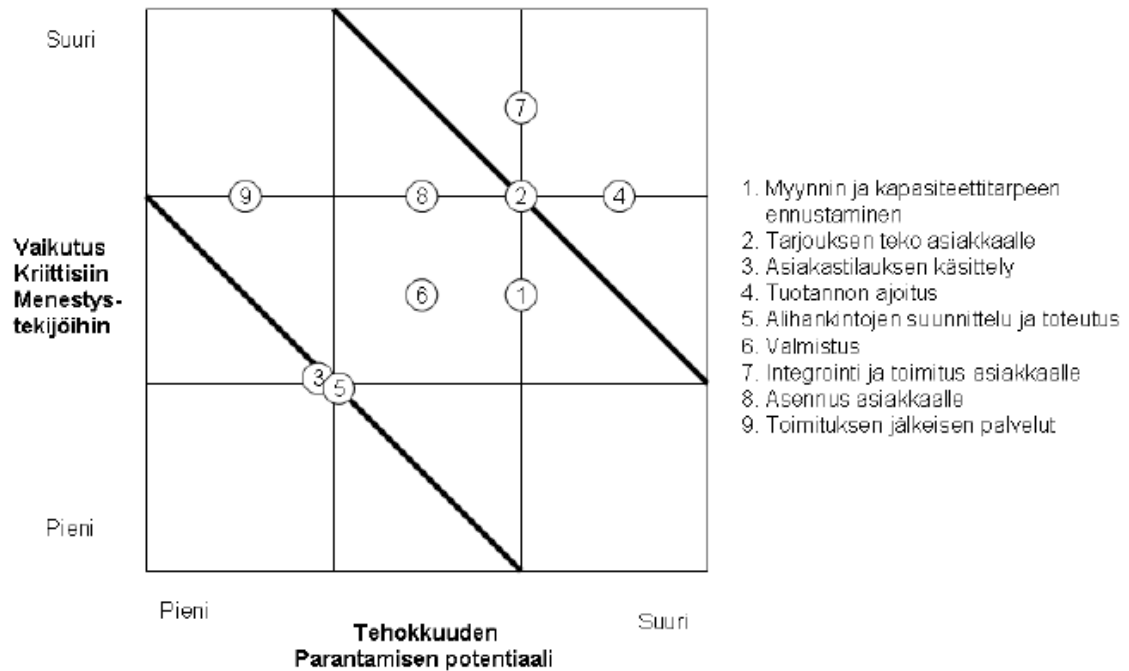 Suuri
7
9
8
2
4
Vaikutus
Kriittisiin
Menestys-
tekijöihin
6
1
3
5
Pieni
1. Myynnin ja kapasiteettitarpeen
ennustaminen
2. Tarjouksen teko asiakkaalle
3. Asiakastilauksen käsittely
4. Tuotannon ajoitus
5. Alihankintojen suunnittelu ja toteutus
6. Valmistus
7. Integrointi ja toimitus asiakkaalle
8. Asennus asiakkaalle
9. Toimituksen jälkeisen palvelut
Pieni
Suuri
Tehokkuuden
Parantamisen potentiaali